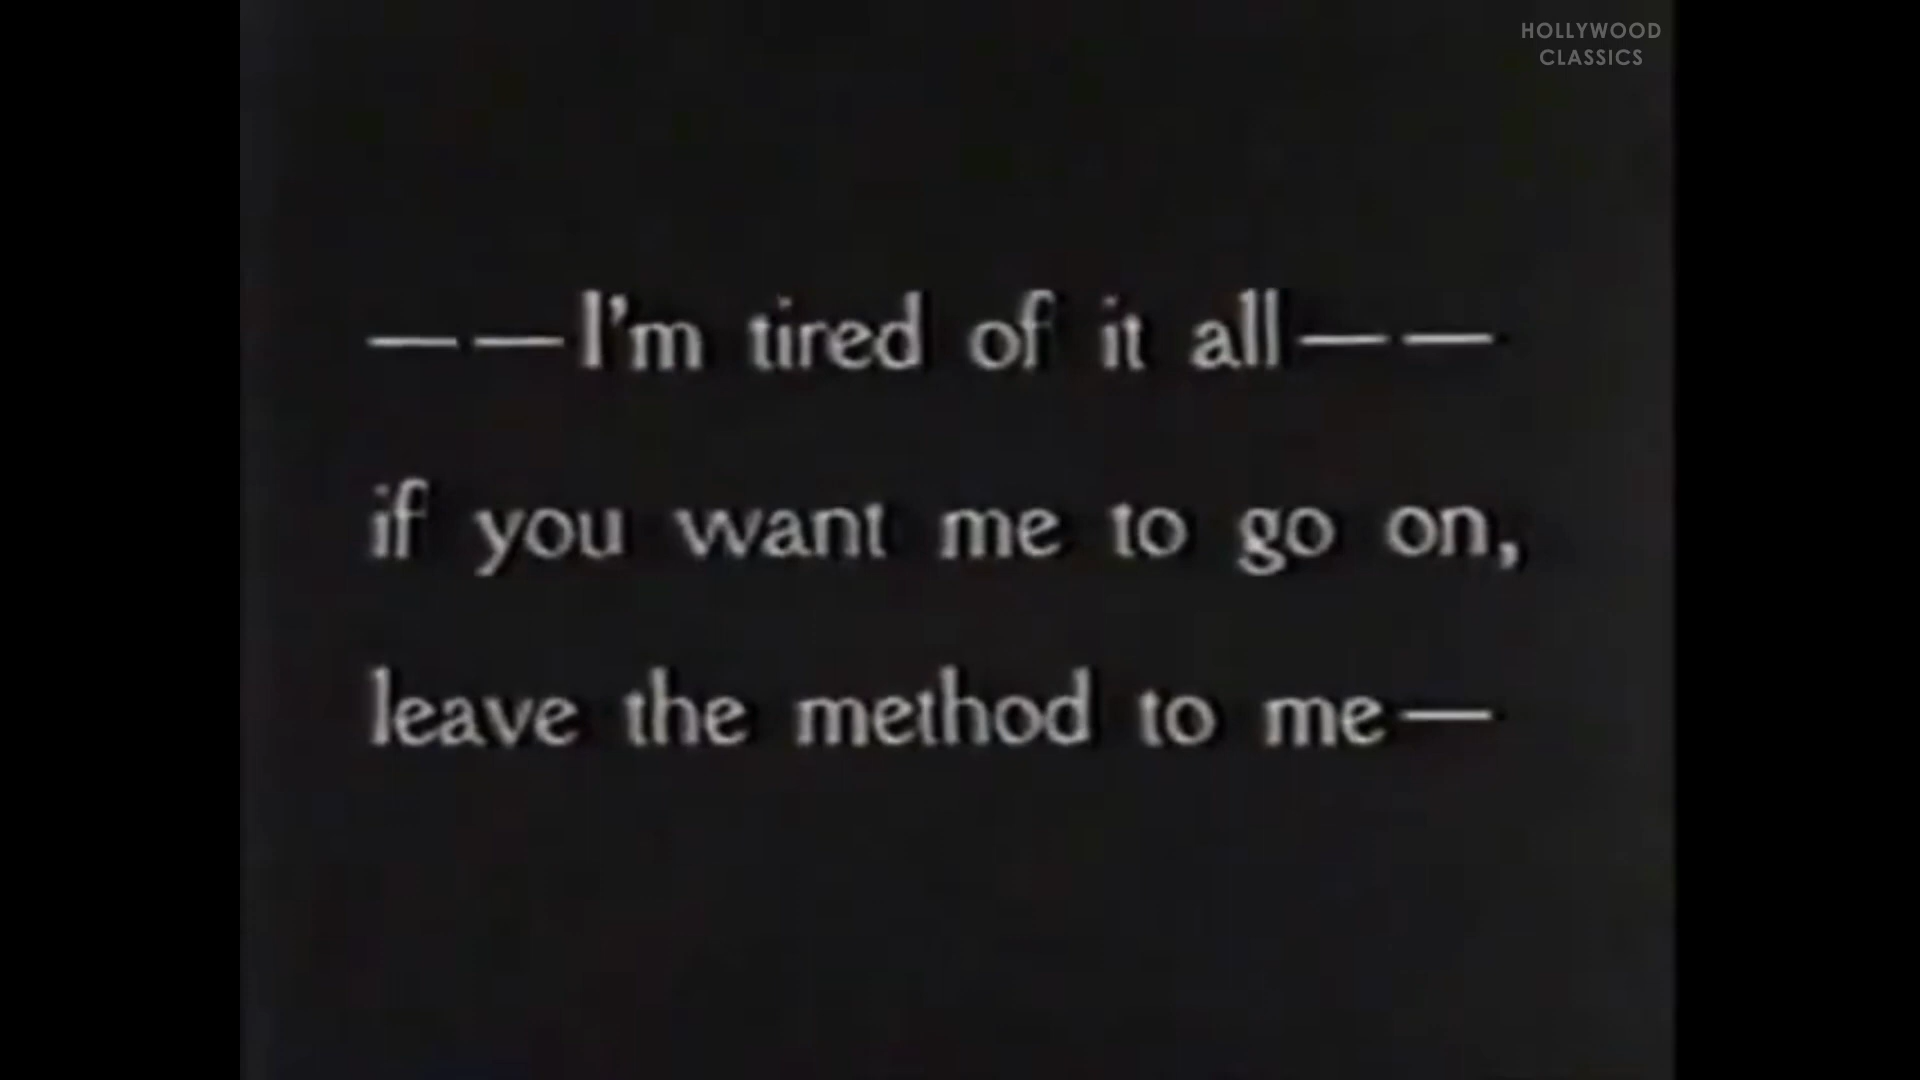 HOLLYWOOD
CLASSICS
— —I'm tired of it all— —
if you want me to go on,
leave the method to me—